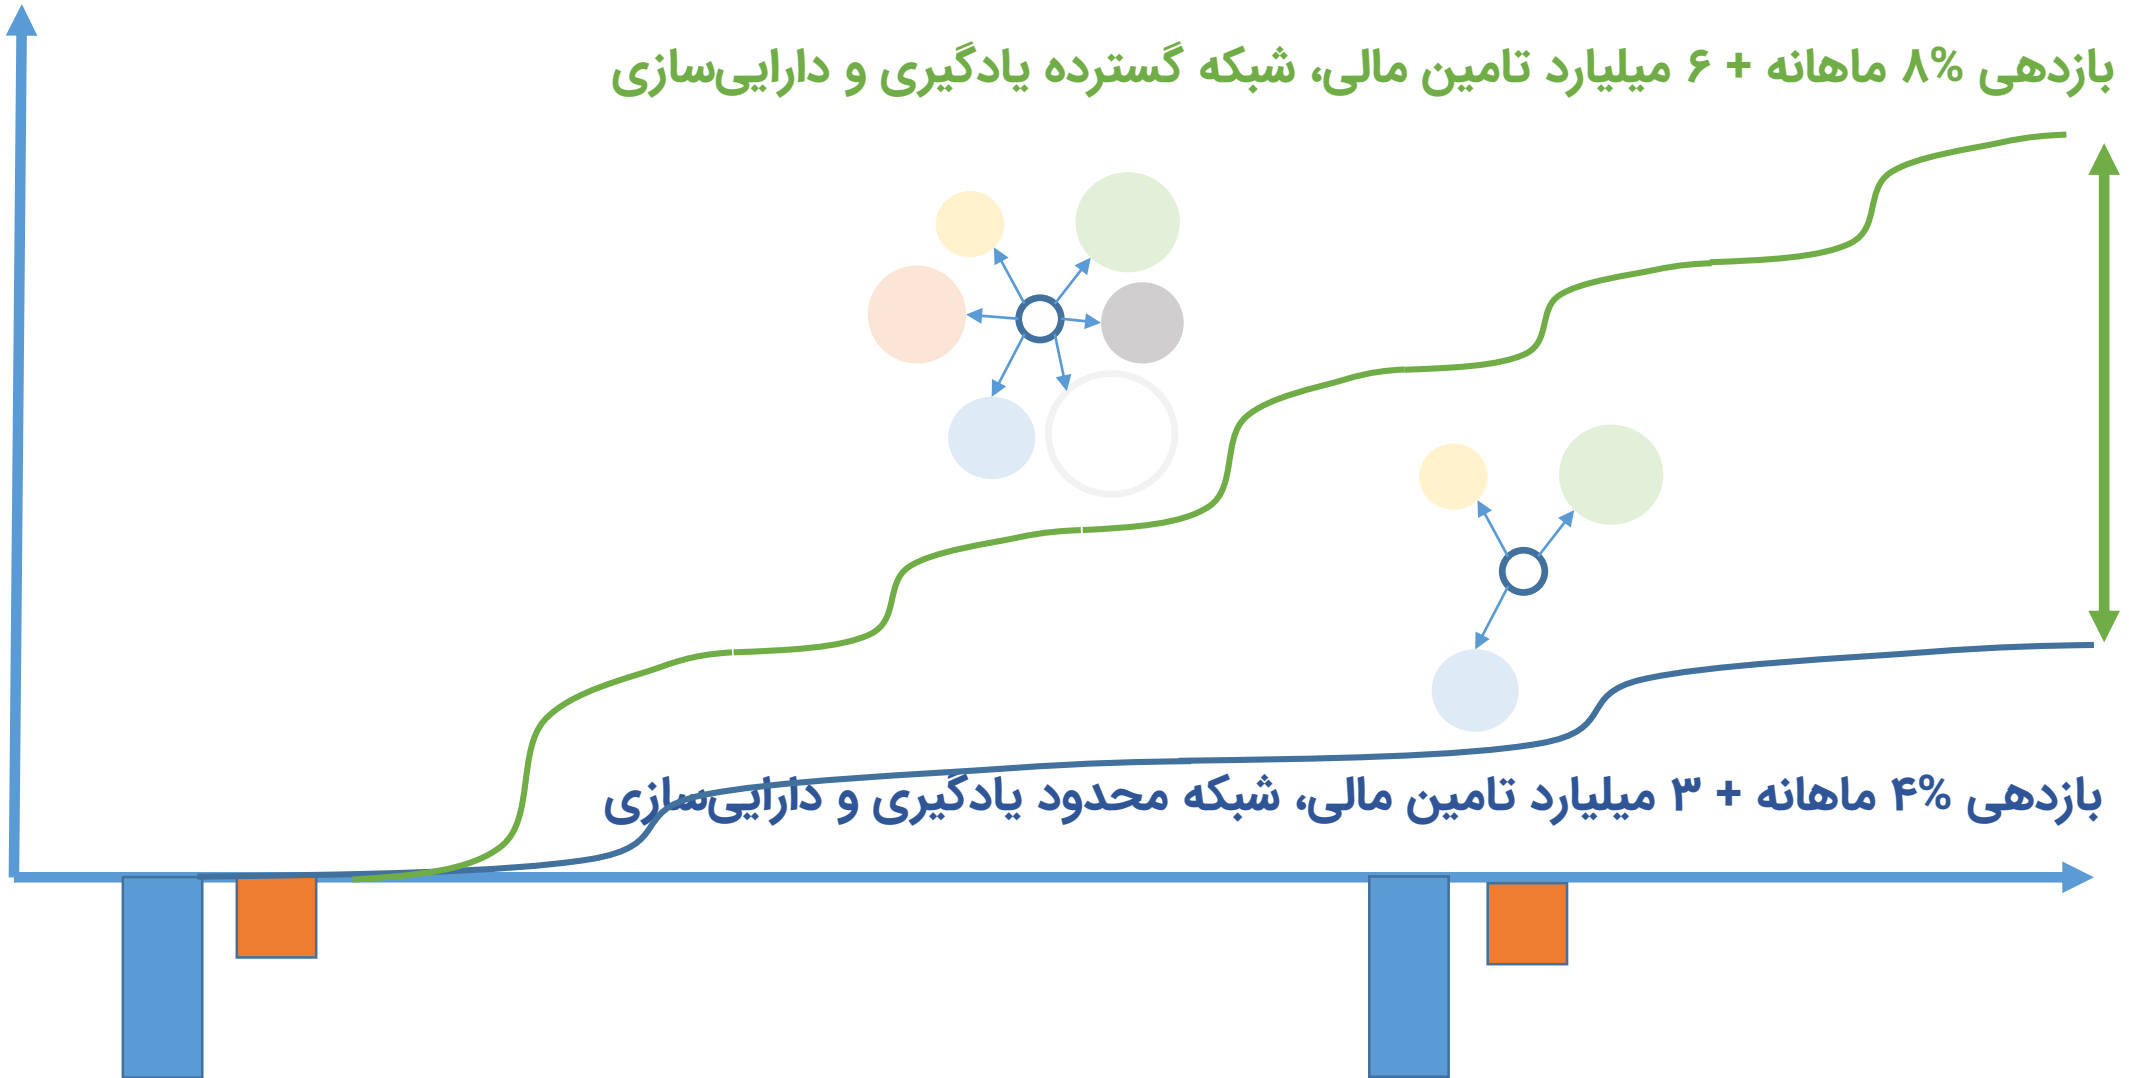 بازدهی %۸ ماهانه + ۶ میلیارد تامین مالی، شبکه گسترده یادگیری و دارایی‌سازی
بازدهی %۴ ماهانه + ۳ میلیارد تامین مالی، شبکه محدود یادگیری و دارایی‌سازی